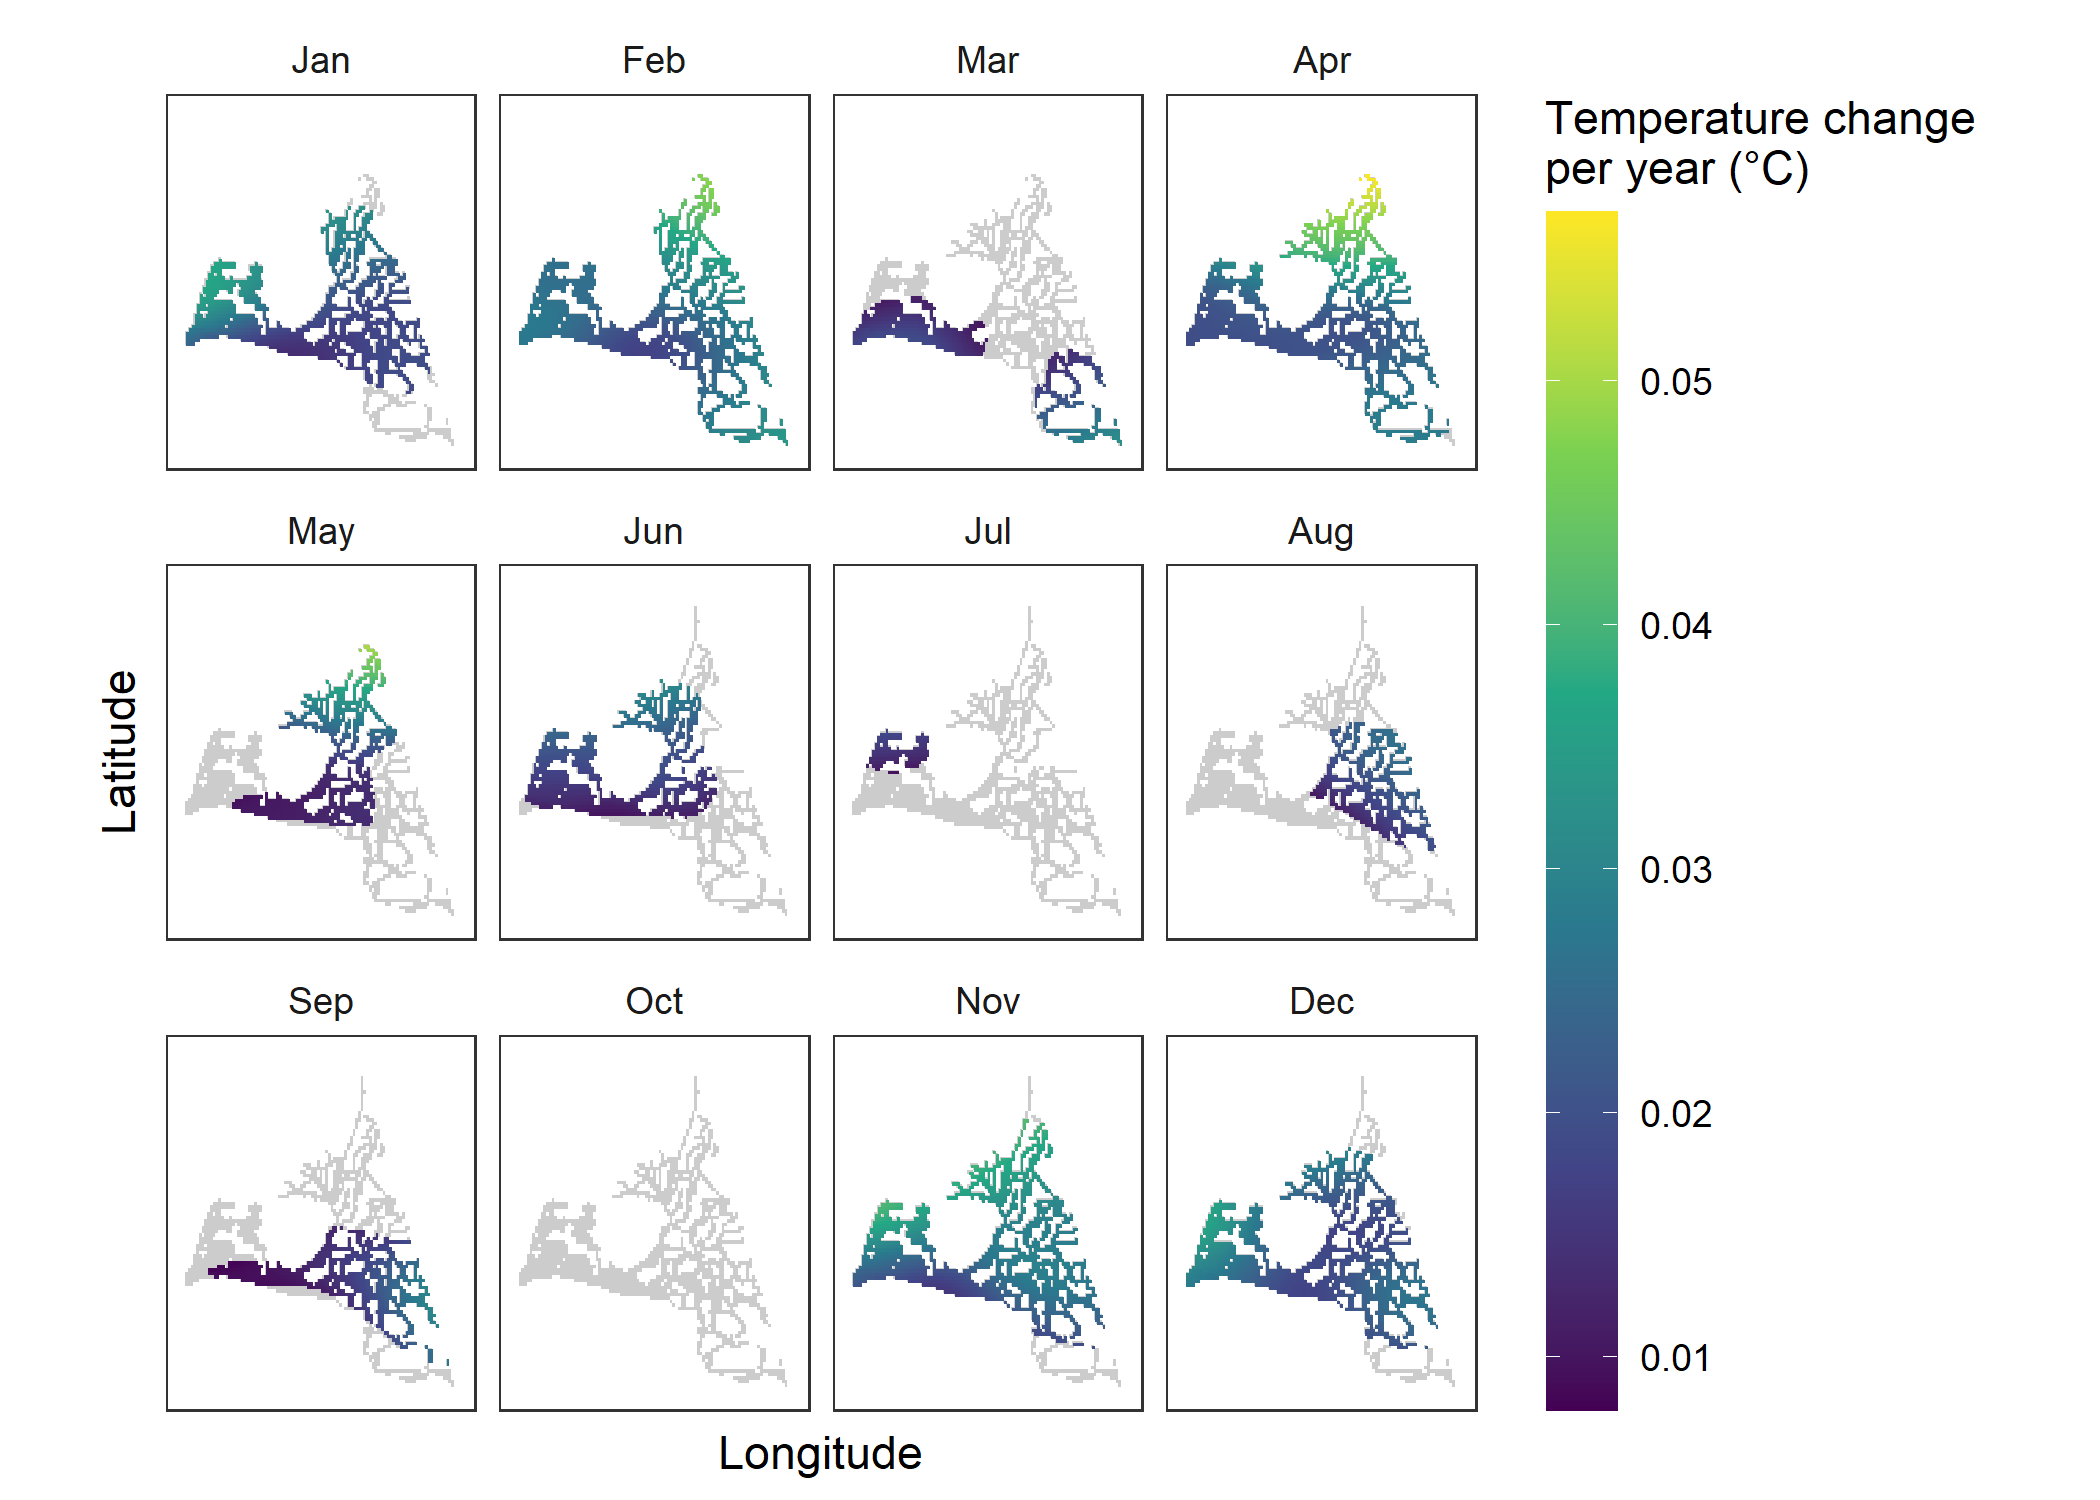 Jan
Feb
Mar
Apr
Temperature change
per year (°C)
0.05
0.04
0.03
0.02
0.01
May
Jun
Jul
Aug
Latitude
Sep
Oct
Nov
Dec
Longitude